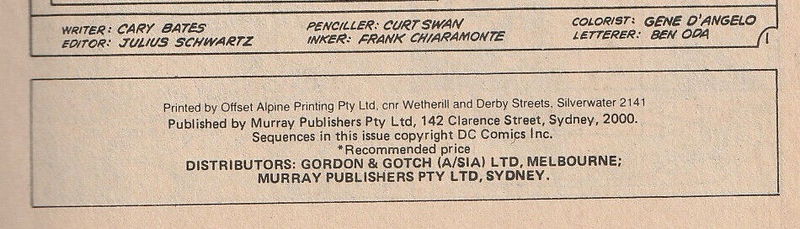 WRITER: CARY BATES
EDITOR: JULIUS SCHWARTZ
PENCILLER: CURT SWAN
INKER: FRANK CHIARAMONTE
COLORIST: GENE D'ANGELO
LETTERER: BEN ODA
1
Printed by Offset Alpine Printing Pty Ltd, cnr Wetherill and Derby Streets, Silverwater 2141
Published by Murray Publishers Pty Ltd, 142 Clarence Street, Sydney, 2000.
Sequences in this issue copyright DC Comics Inc.
*Recommended price
DISTRIBUTORS: GORDON & GOTCH (A/SIA) LTD, MELBOURNE;
MURRAY PUBLISHERS PTY LTD, SYDNEY.